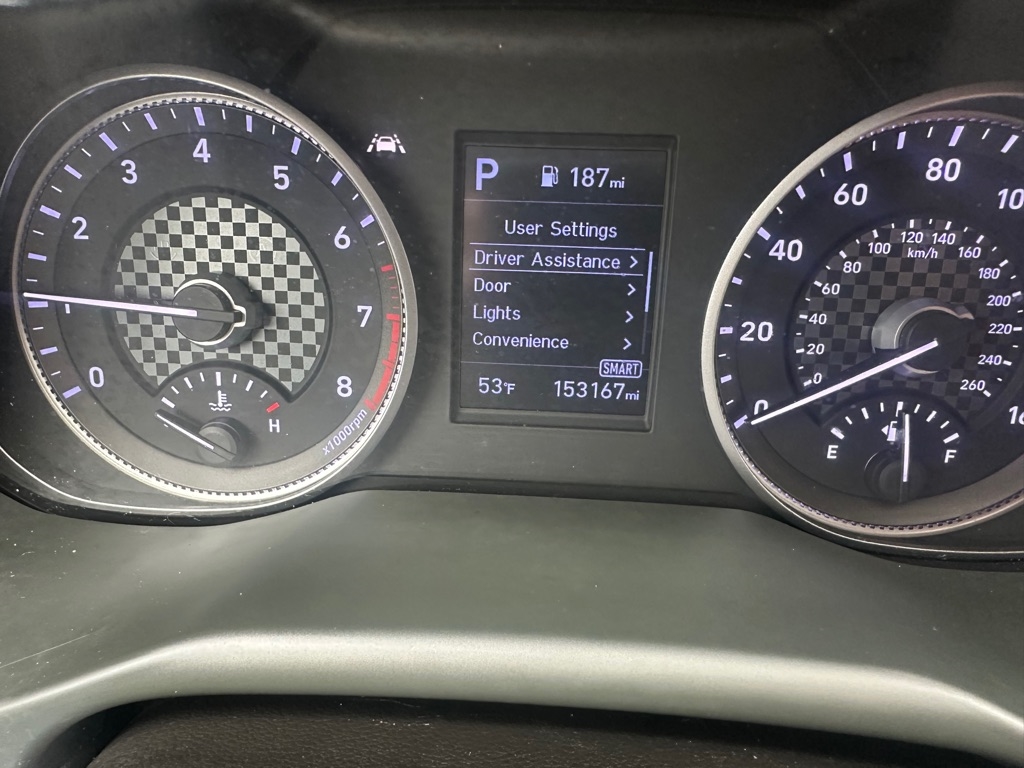 0
1
2
3
4
5
6
7
8
x1000rpm
H
P 187mi
User Settings
Driver Assistance >
Door >
Lights >
Convenience >
SMART
53°F 153167mi
0
20
40
60
80
km/h
0
20
40
60
80
100
120
140
160
180
200
220
240
260
E
F